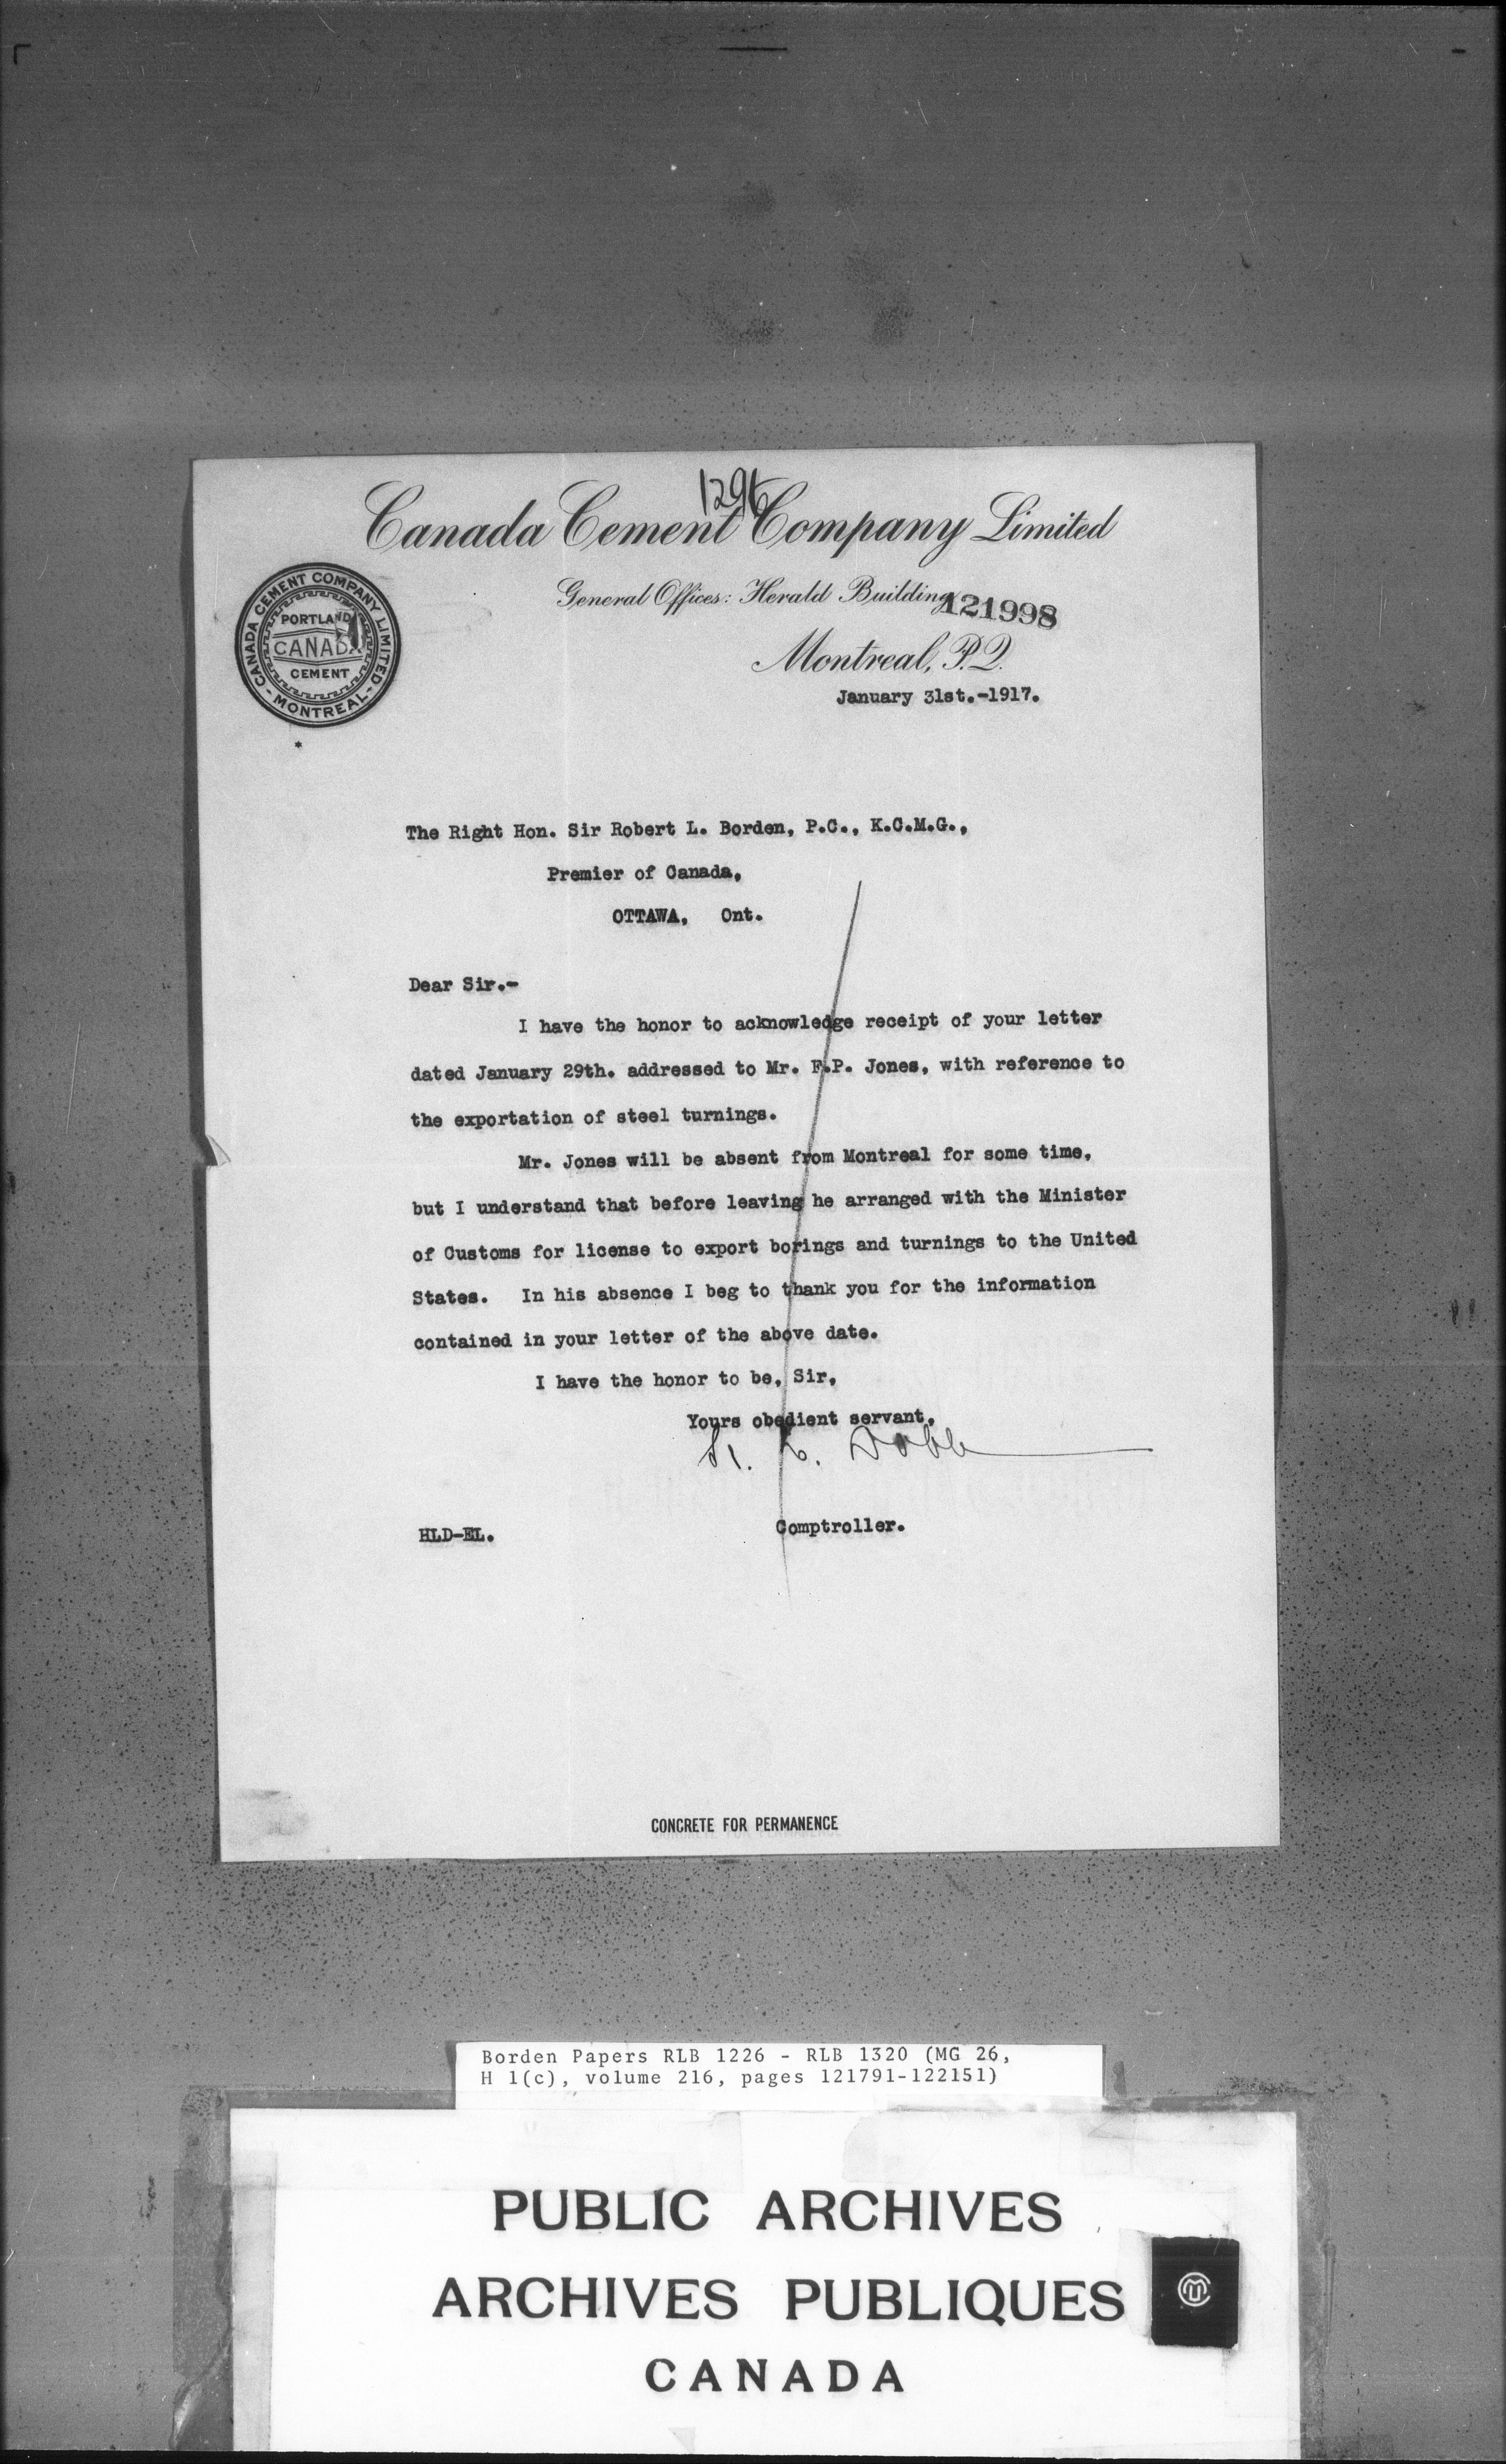 1296
Canada Cement Company Limited
General Offices: Herald Building
121998
Montreal, P.Q.
CANADA CEMENT COMPANY LIMITED - MONTREAL -
PORTLAND
CANADA
CEMENT
January 31st.-1917.
The Right Hon. Sir Robert L. Borden, P.C., K.C.M.G.,
Premier of Canada,
OTTAWA, Ont.
Dear Sir.-
I have the honor to acknowledge receipt of your letter
dated January 29th. addressed to Mr. F.P. Jones, with reference to
the exportation of steel turnings.
Mr. Jones will be absent from Montreal for some time,
but I understand that before leaving he arranged with the Minister
of Customs for license to export borings and turnings to the United
States. In his absence I beg to thank you for the information
contained in your letter of the above date.
I have the honor to be, Sir,
Yours obedient servant,
Comptroller.
HLD-EL.
CONCRETE FOR PERMANENCE
Borden Papers RLB 1226 - RLB 1320 (MG 26,
H 1(c), volume 216, pages 121791-122151)
PUBLIC ARCHIVES
ARCHIVES PUBLIQUES
CANADA